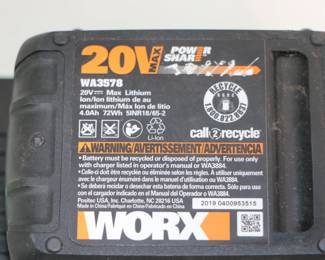 20V MAX POWER SHARE
WA3578
20V⎓ Max Lithium
Ion/Ion lithium de au
maximum/Máx Ion de litio
4.0Ah 72Wh 5INR18/65-2
RECYCLE
1.800.822.8837
Li-Ion
call2recycle
WARNING/AVERTISSEMENT/ADVERTENCIA
• Battery must be recycled or disposed of properly. For use only
with charger listed in operator's manual or WA3884.
• Celle-ci doit être recyclée ou éliminée selon les règles. À utiliser uniquement
avec le chargeur énuméré dans le manuel d'utilisation ou WA3884.
• Se deberá reciclar o desechar esta batería de forma correcta. Sólo para uso
con el cargador indicado en el Manual del Operador o WA3884.
Positec USA, Inc. Charlotte, NC 28216 USA
Made in China/Fabriqué en Chine/Fabricado en China
WORX
2019 0400953515